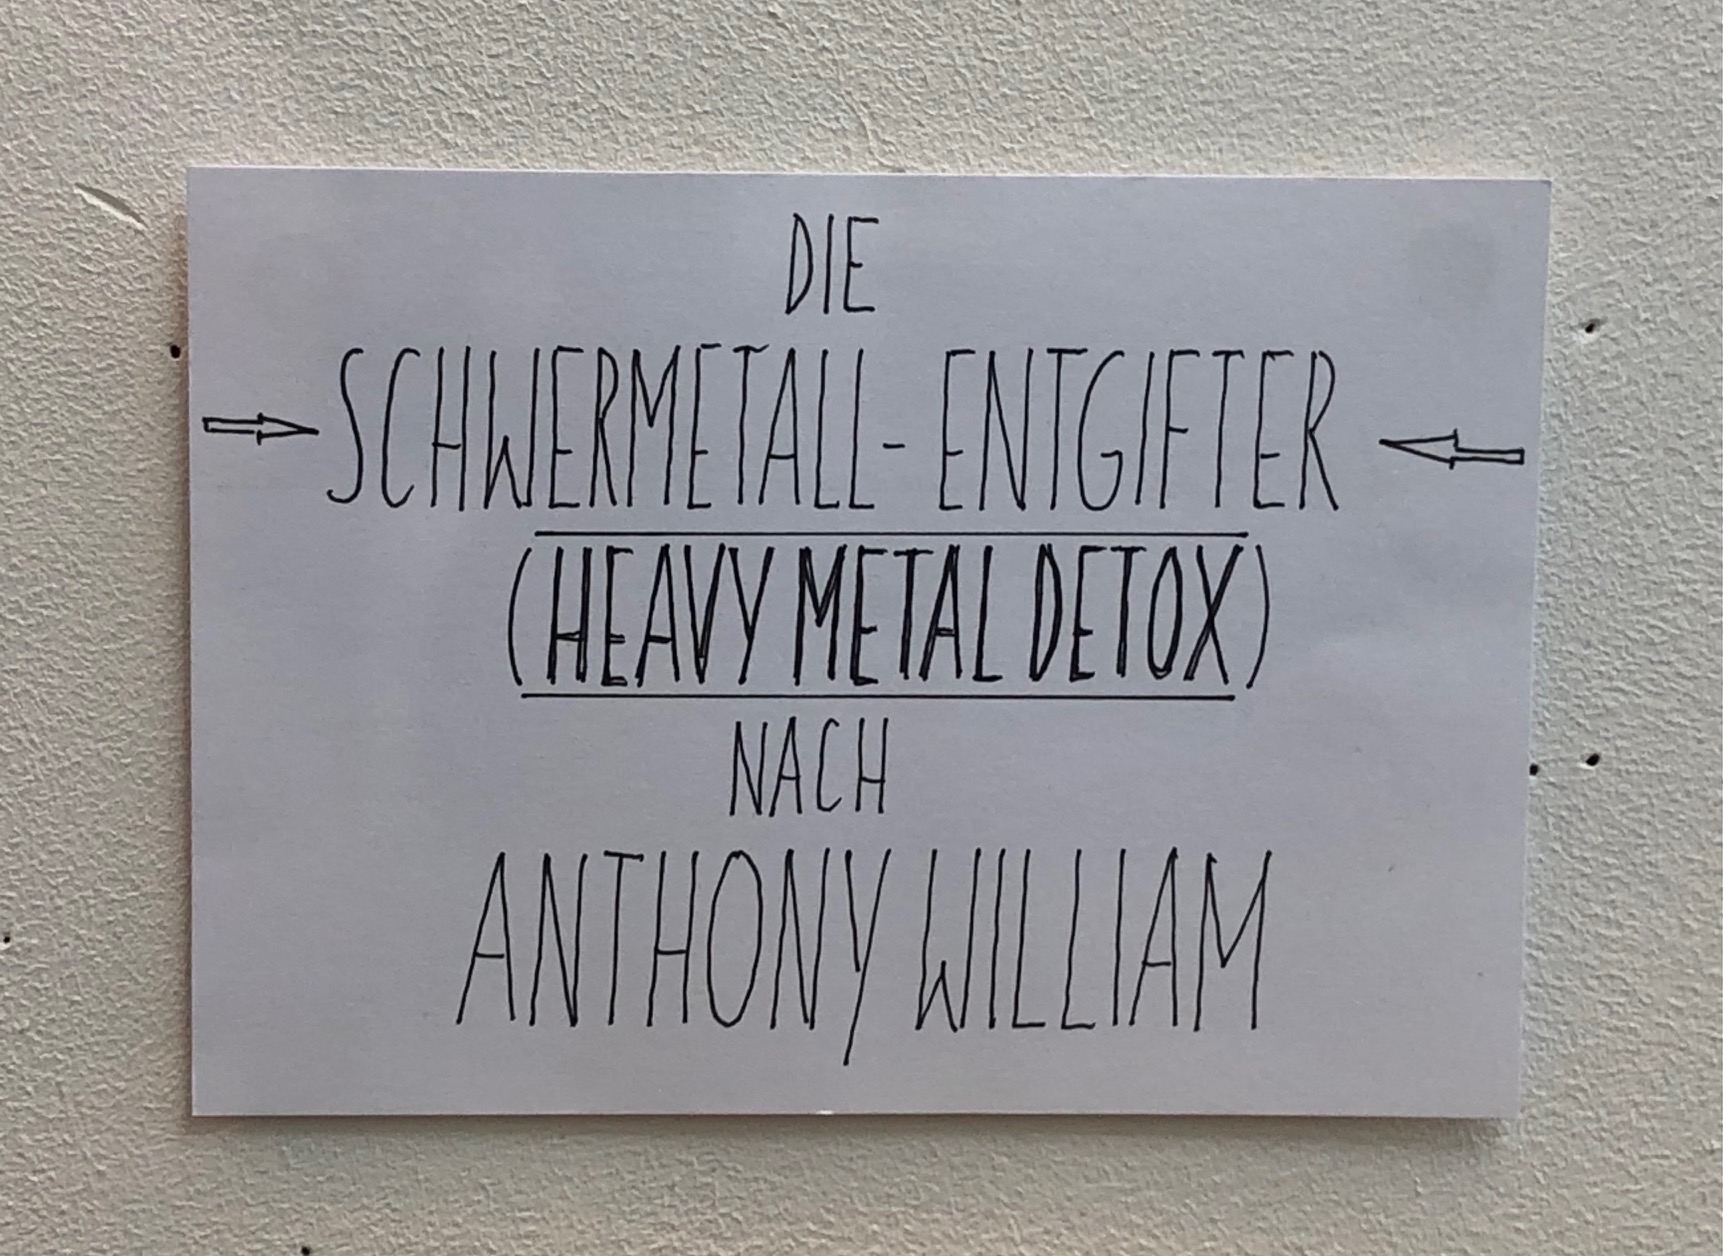 DIE
SCHWERMETALL-ENTGIFTER
(HEAVY METAL DETOX)
NACH
ANTHONY WILLIAM